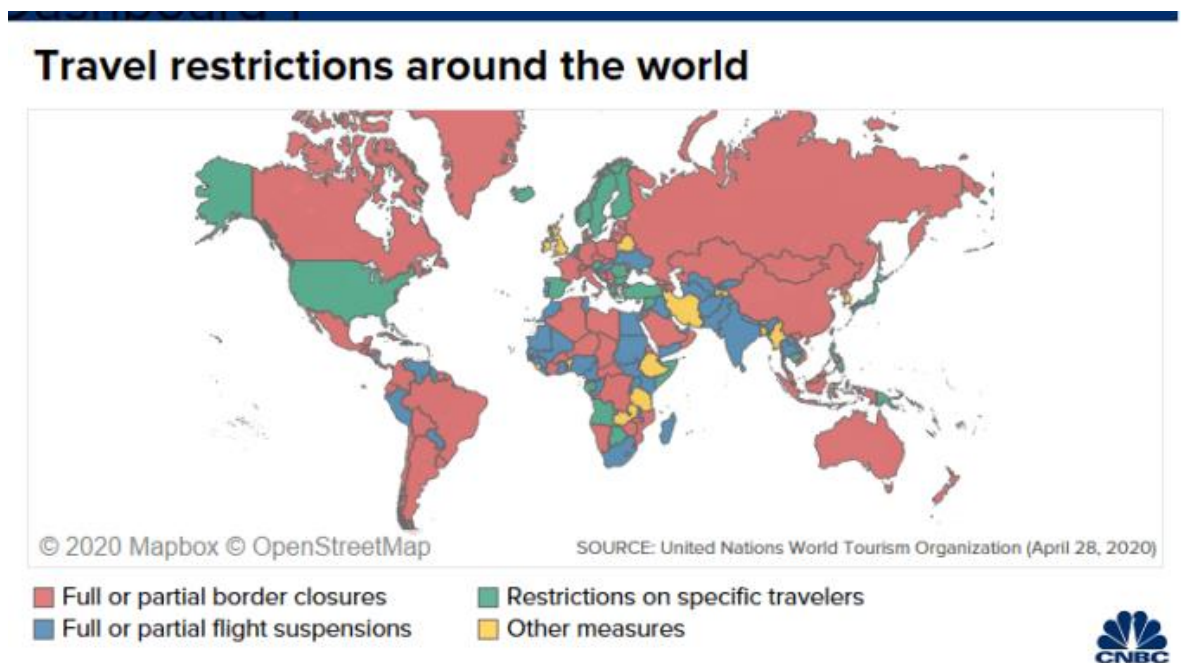 Travel restrictions around the world
© 2020 Mapbox © OpenStreetMap
SOURCE: United Nations World Tourism Organization (April 28, 2020)
Full or partial border closures
Restrictions on specific travelers
Full or partial flight suspensions
Other measures
CNBC